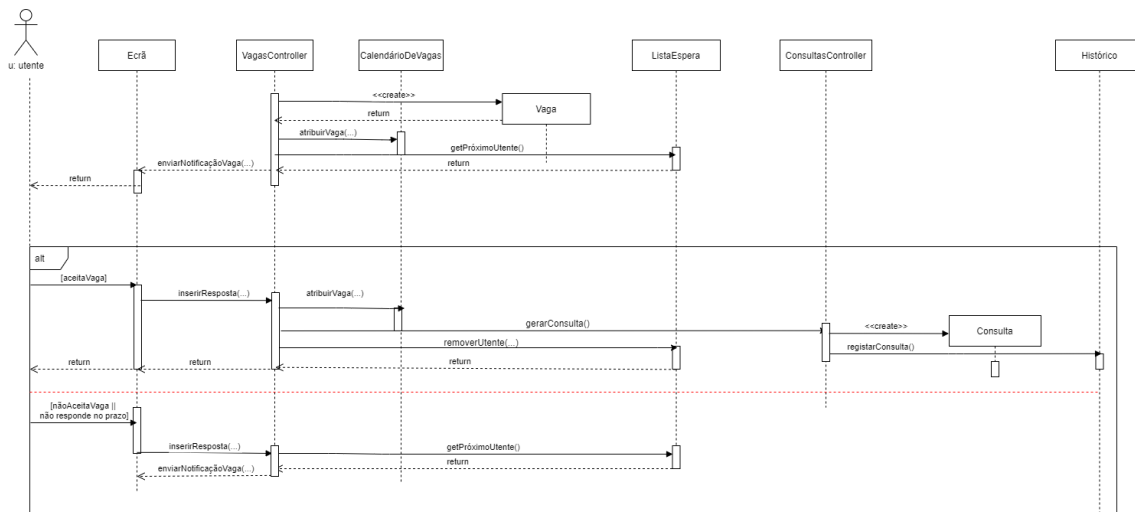 u: utente
Ecrã
VagasController
CalendárioDeVagas
ListaEspera
ConsultasController
Histórico
<<create>>
Vaga
return
atribuirVaga(...)
getPróximoUtente()
enviarNotificaçãoVaga(...)
return
return
alt
[aceitaVaga]
inserirResposta(...)
atribuirVaga(...)
gerarConsulta()
<<create>>
Consulta
removerUtente(...)
registarConsulta()
return
return
return
[nãoAceitaVaga ||
não responde no prazo]
inserirResposta(...)
getPróximoUtente()
return
enviarNotificaçãoVaga(...)